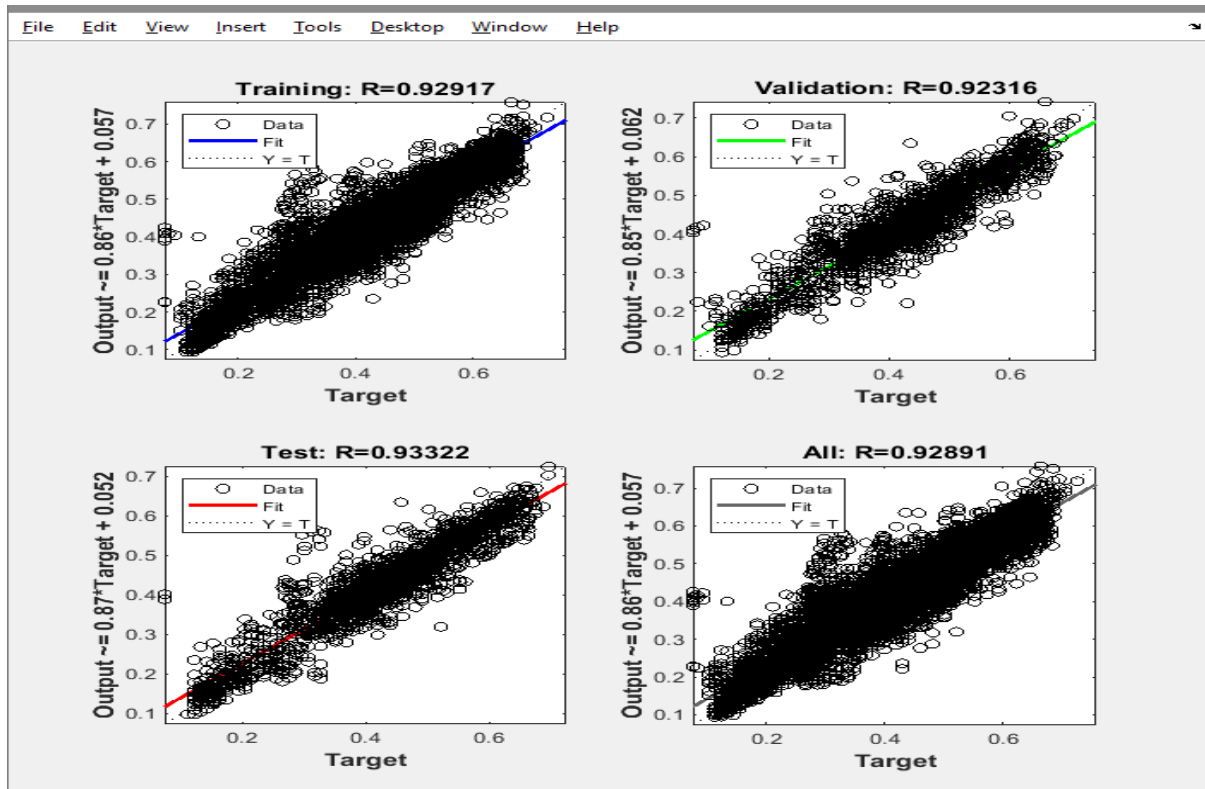 File Edit View Insert Tools Desktop Window Help
Training: R=0.92917
Output ~= 0.86*Target + 0.057
0.7
0.6
0.5
0.4
0.3
0.2
0.1
Data
Fit
Y = T
0.2 0.4 0.6
Target
Validation: R=0.92316
Output ~= 0.85*Target + 0.062
0.7
0.6
0.5
0.4
0.3
0.2
0.1
Data
Fit
Y = T
0.2 0.4 0.6
Target
Test: R=0.93322
Output ~= 0.87*Target + 0.052
0.7
0.6
0.5
0.4
0.3
0.2
0.1
Data
Fit
Y = T
0.2 0.4 0.6
Target
All: R=0.92891
Output ~= 0.86*Target + 0.057
0.7
0.6
0.5
0.4
0.3
0.2
0.1
Data
Fit
Y = T
0.2 0.4 0.6
Target